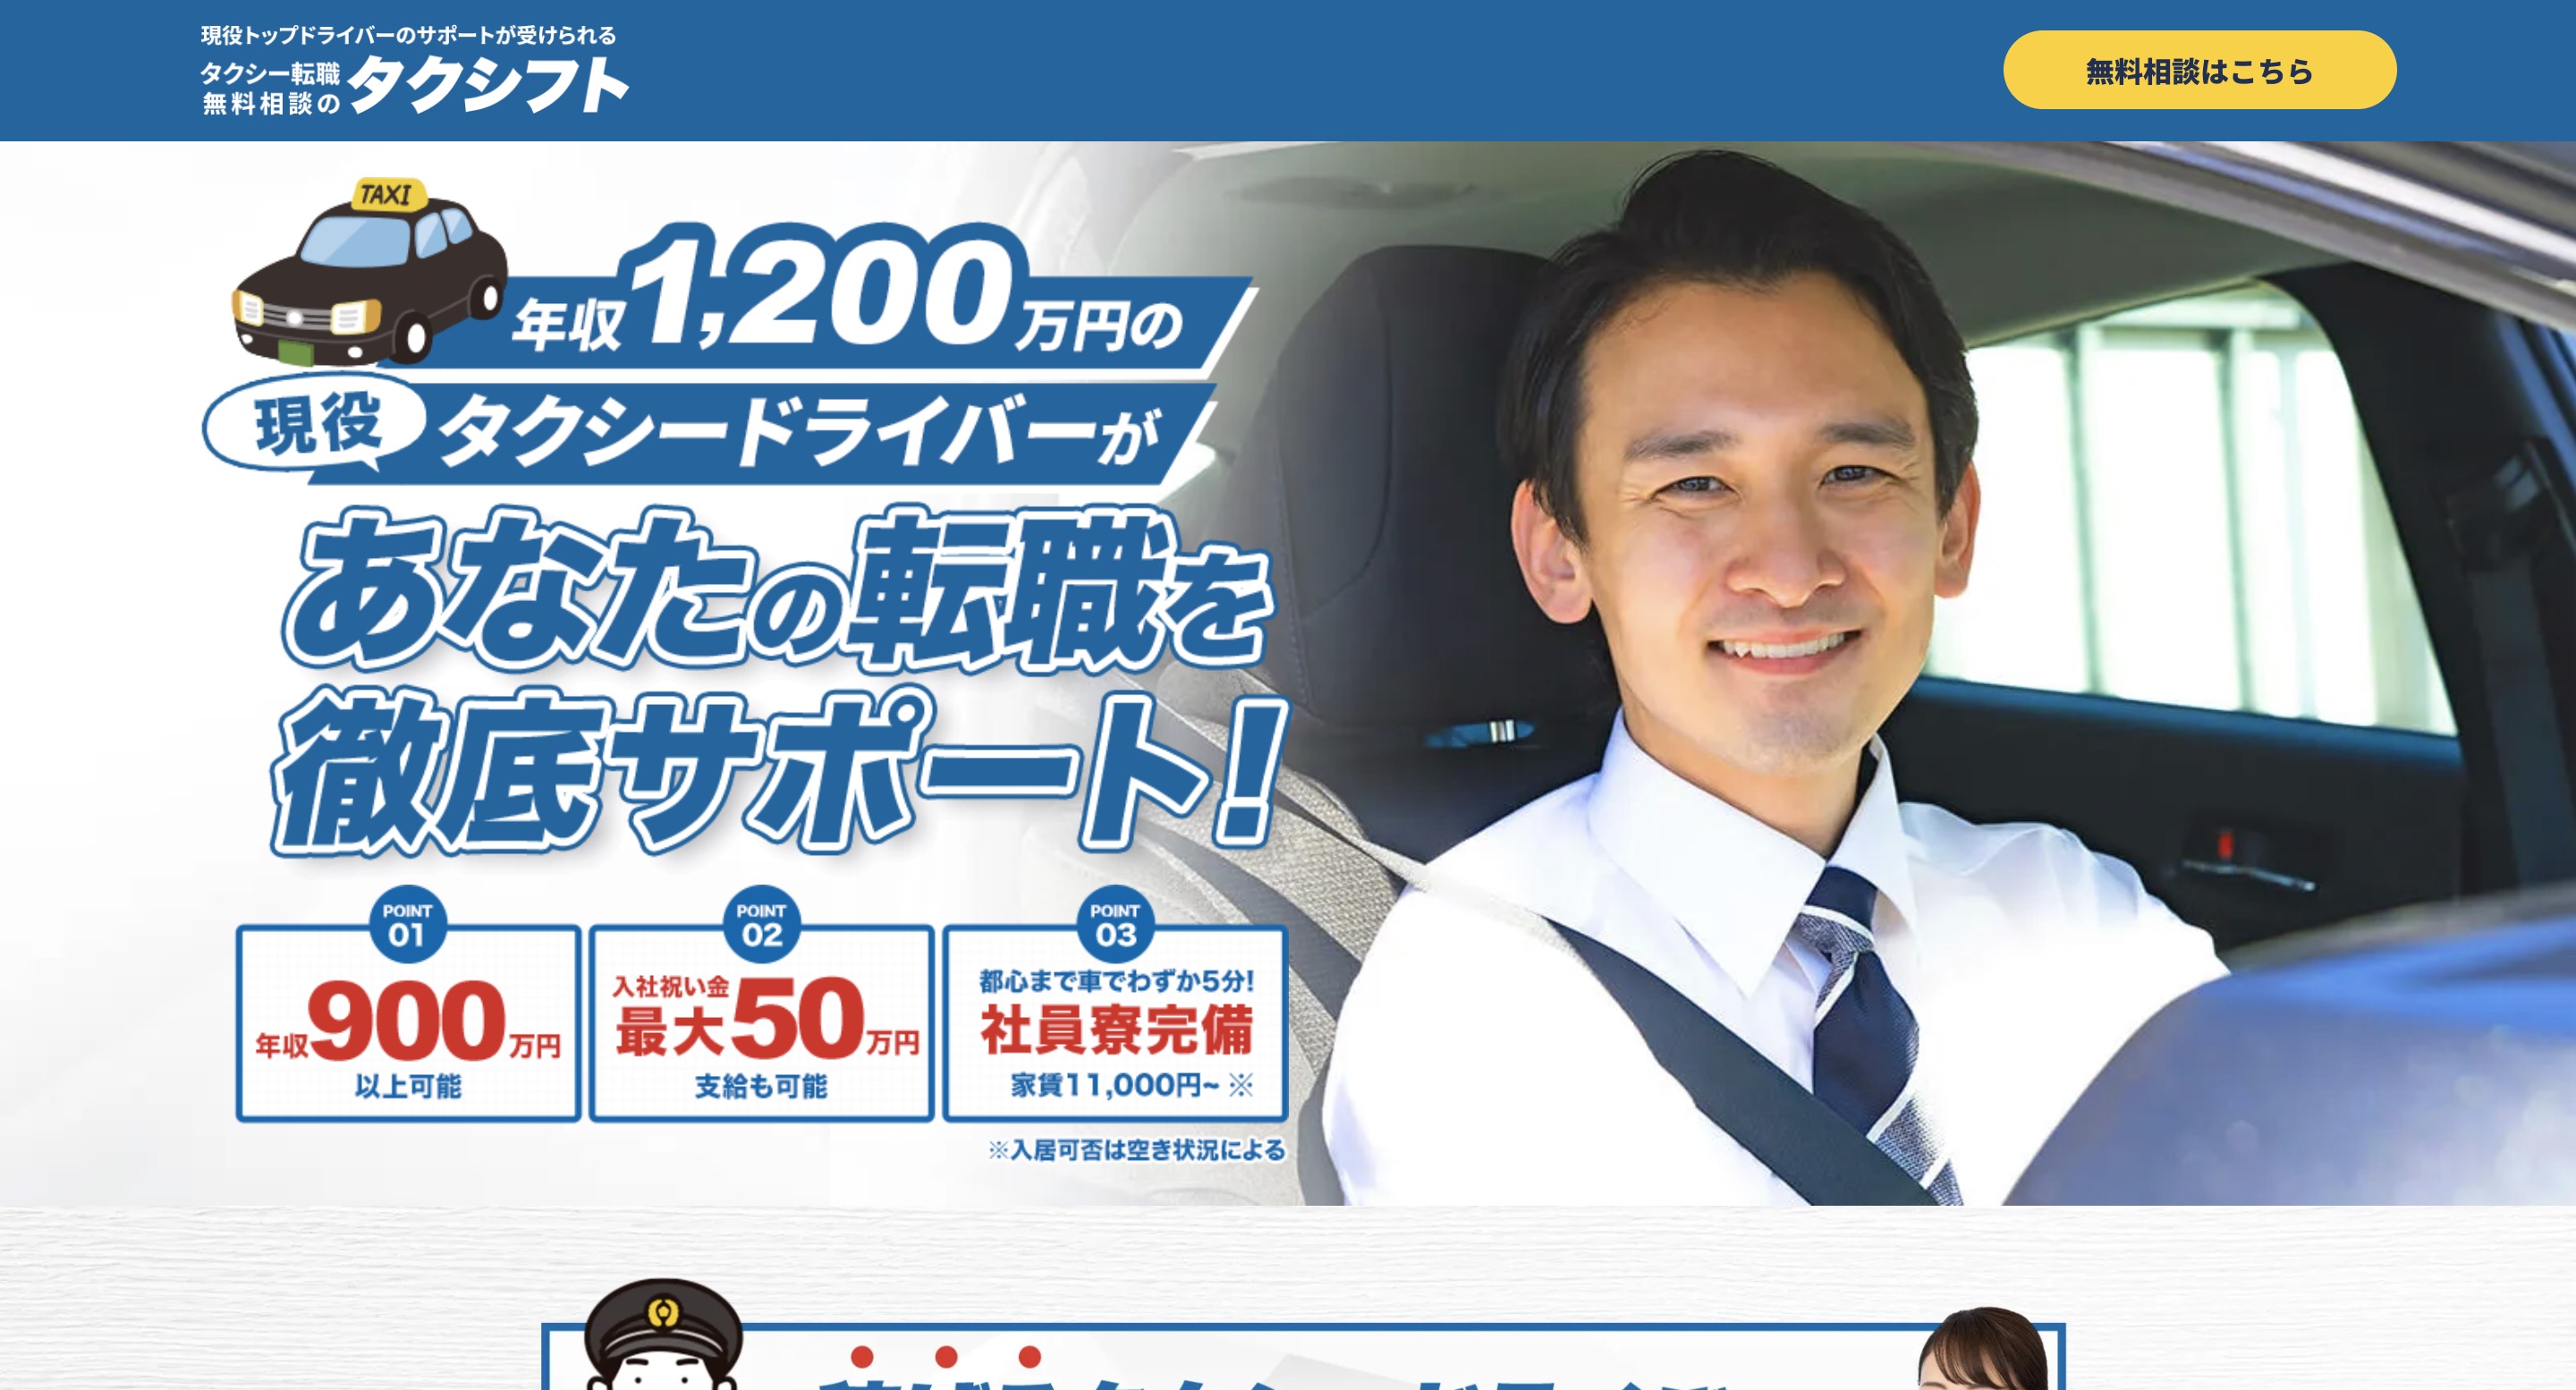 現役トップドライバーのサポートが受けられる
タクシー転職
無料相談の
タクシフト
無料相談はこちら
TAXI
年収1,200万円の
現役
タクシードライバーが
あなたの転職を
徹底サポート!
POINT
01
年収900万円
以上可能
POINT
02
入社祝い金
最大50万円
支給も可能
POINT
03
都心まで車でわずか5分!
社員寮完備
家賃11,000円~ ※
※入居可否は空き状況による